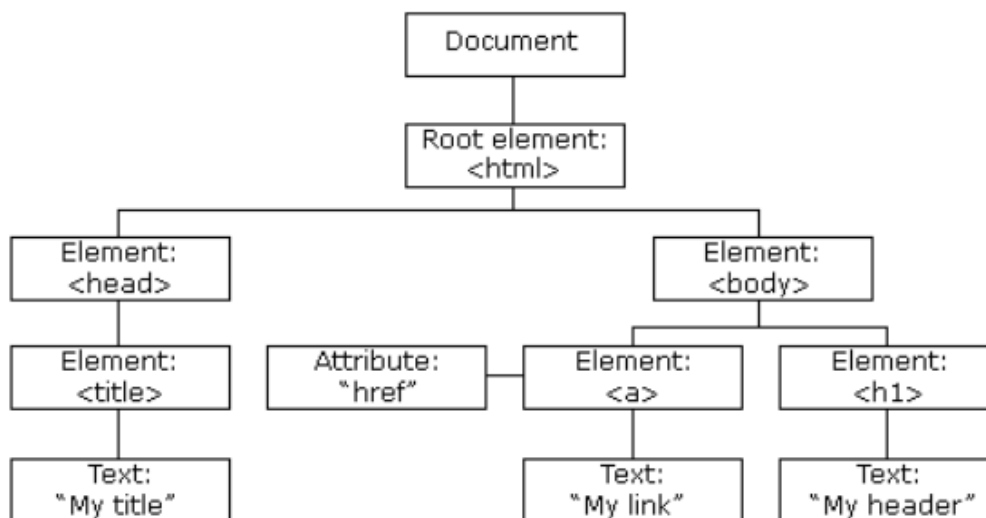 Document
Root element:
<html>
Element:
<head>
Element:
<body>
Element:
<title>
Attribute:
“href”
Element:
<a>
Element:
<h1>
Text:
“My title”
Text:
“My link”
Text:
“My header”